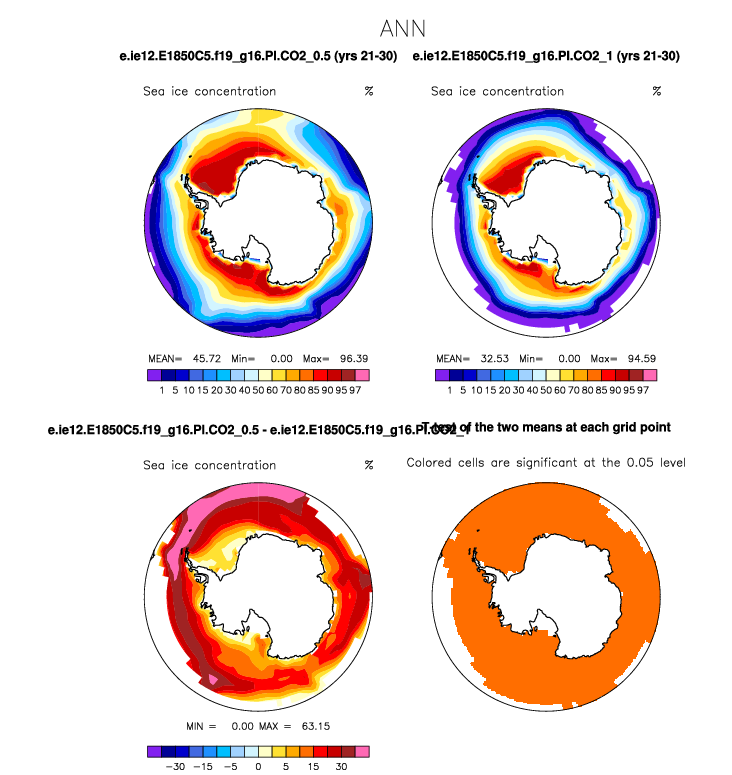 ANN
e.ie12.E1850C5.f19_g16.PI.CO2_0.5 (yrs 21-30)
e.ie12.E1850C5.f19_g16.PI.CO2_1 (yrs 21-30)
Sea ice concentration %
Sea ice concentration %
MEAN= 45.72 Min= 0.00 Max= 96.39
MEAN= 32.53 Min= 0.00 Max= 94.59
1 5 10 15 20 30 40 50 60 70 80 85 90 95 97
1 5 10 15 20 30 40 50 60 70 80 85 90 95 97
e.ie12.E1850C5.f19_g16.PI.CO2_0.5 - e.ie12.E1850C5.f19_g16.PI.CO2_1
T-test of the two means at each grid point
Sea ice concentration %
Colored cells are significant at the 0.05 level
MIN = 0.00 MAX = 63.15
-30 -15 -5 0 5 15 30